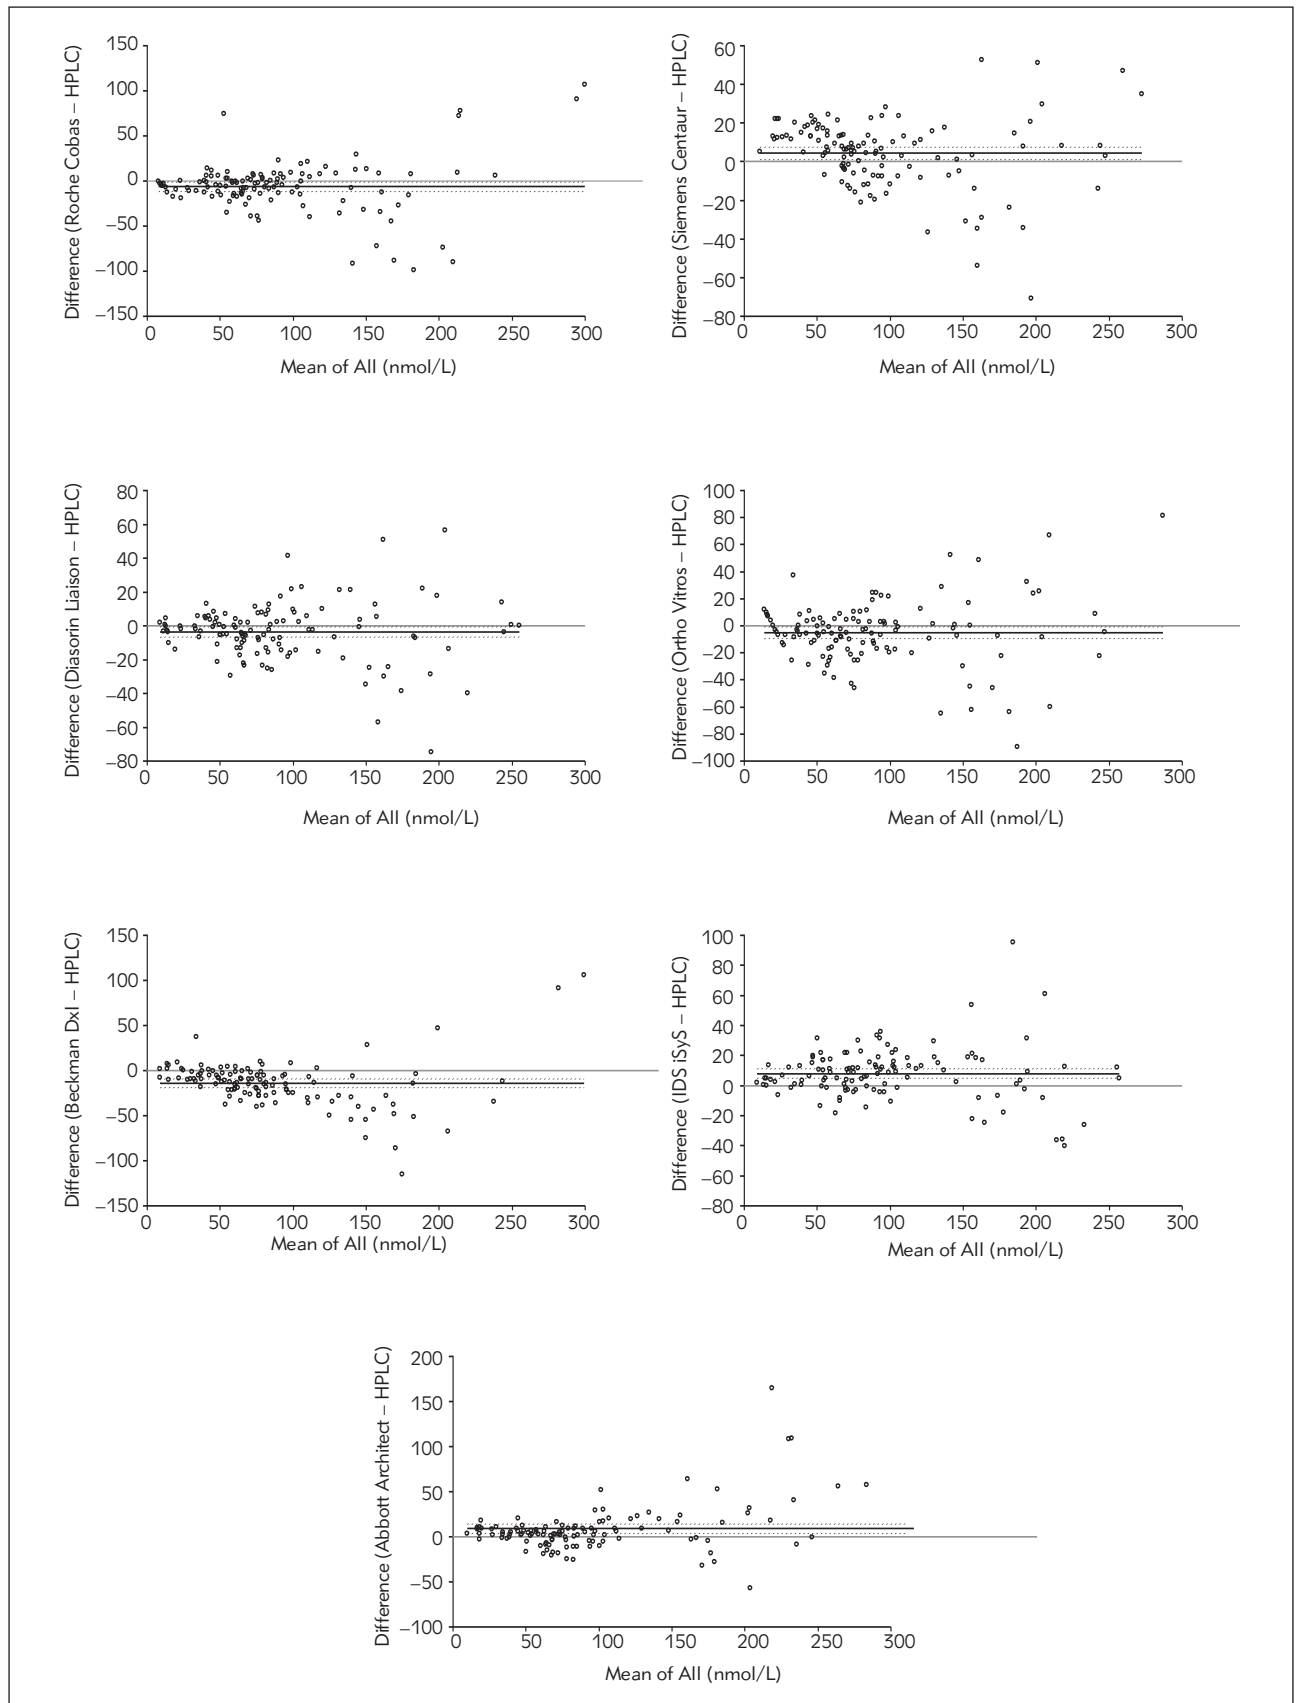 Difference (Roche Cobas – HPLC)
150
100
50
0
–50
–100
–150
0 50 100 150 200 250 300
Mean of All (nmol/L)
Difference (Siemens Centaur – HPLC)
60
40
20
0
–20
–40
–60
–80
0 50 100 150 200 250 300
Mean of All (nmol/L)
Difference (Diasorin Liaison – HPLC)
80
60
40
20
0
–20
–40
–60
–80
0 50 100 150 200 250 300
Mean of All (nmol/L)
Difference (Ortho Vitros – HPLC)
100
80
60
40
20
0
–20
–40
–60
–80
–100
0 50 100 150 200 250 300
Mean of All (nmol/L)
Difference (Beckman DxI – HPLC)
150
100
50
0
–50
–100
–150
0 50 100 150 200 250 300
Mean of All (nmol/L)
Difference (IDS iSyS – HPLC)
100
80
60
40
20
0
–20
–40
–60
–80
0 50 100 150 200 250 300
Mean of All (nmol/L)
Difference (Abbott Architect – HPLC)
200
150
100
50
0
–50
–100
0 50 100 150 200 250 300
Mean of All (nmol/L)